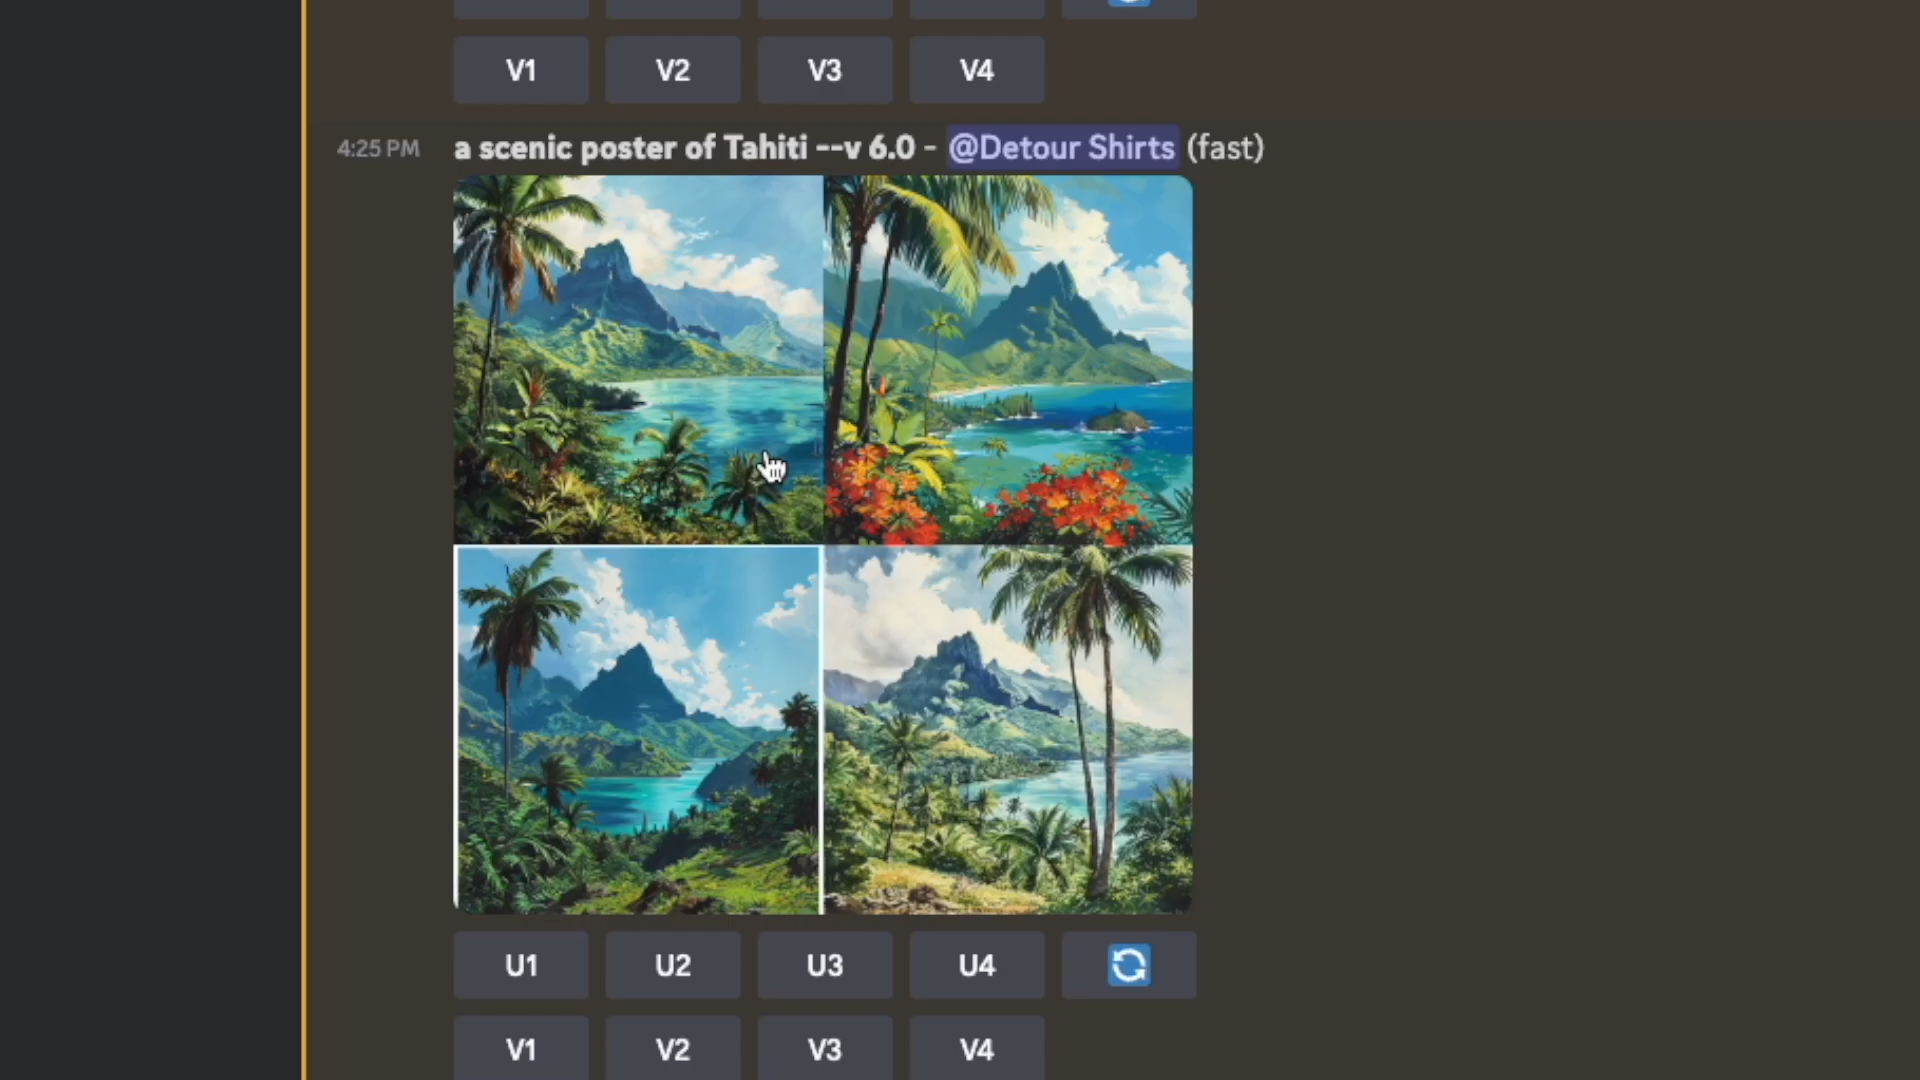 V1 V2 V3 V4
4:25 PM a scenic poster of Tahiti --v 6.0 - @Detour Shirts (fast)
U1 U2 U3 U4
V1 V2 V3 V4